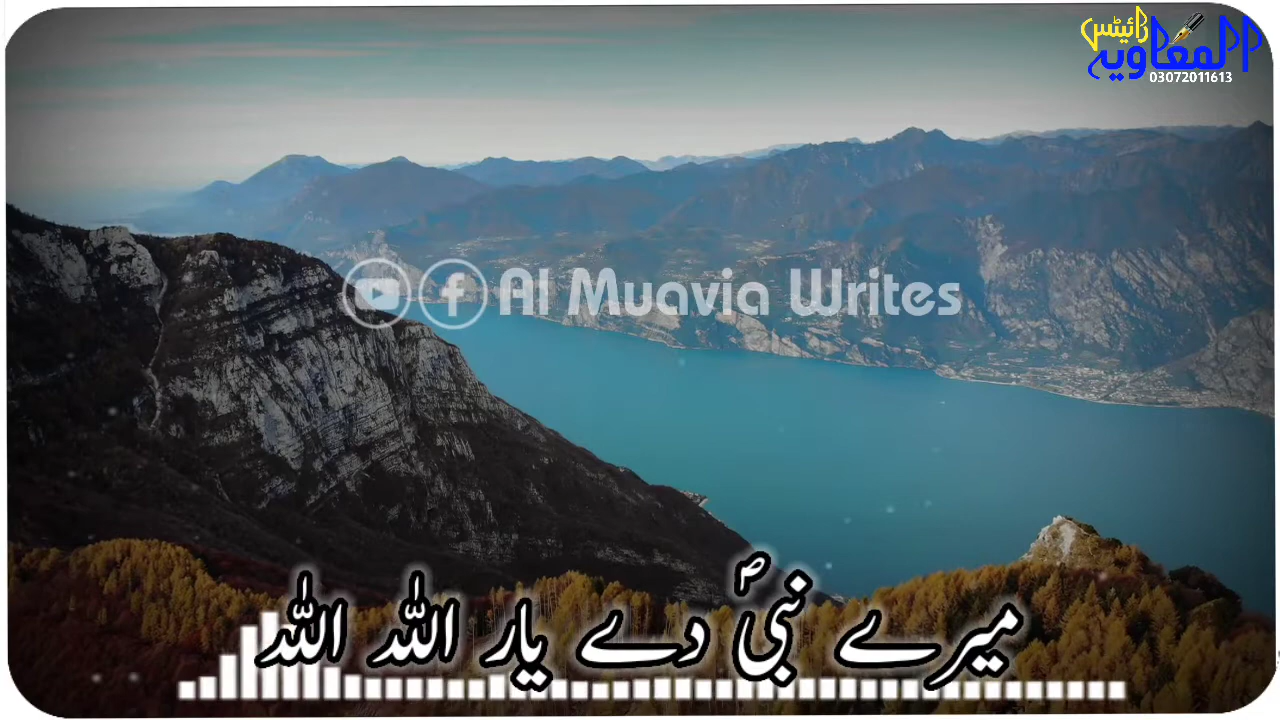 المعاویہ رائیٹس
03072011613
Al Muavia Writes
میرے نبیؐ دے یار اللہ اللہ